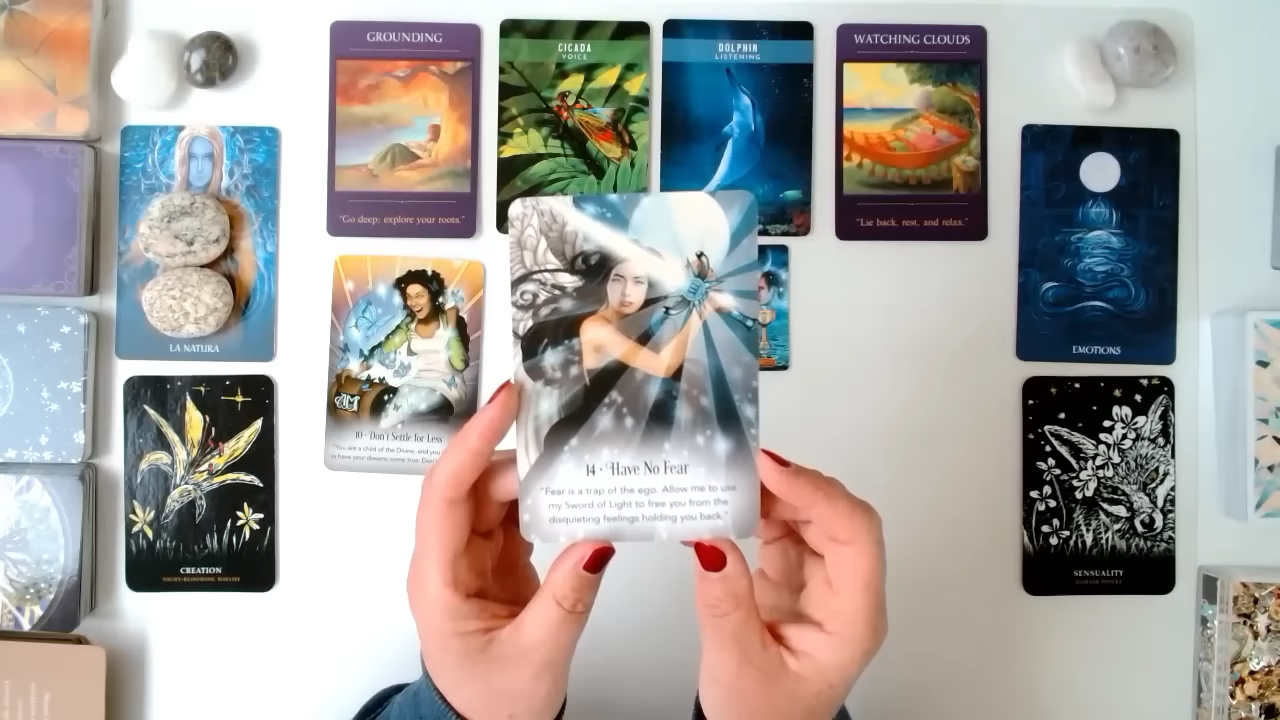 GROUNDING
"Go deep; explore your roots."
CICADA
VOICE
DOLPHIN
LISTENING
WATCHING CLOUDS
"Lie back, rest, and relax."
LA NATURA
EMOTIONS
10 • Don't Settle for Less
"You are a child of the Divine, and you
to have your dreams come true. Don't
14 • Have No Fear
"Fear is a trap of the ego. Allow me to use
my Sword of Light to free you from the
disquieting feelings holding you back."
CREATION
NIGHT-BLOOMING DAYLILY
SENSUALITY